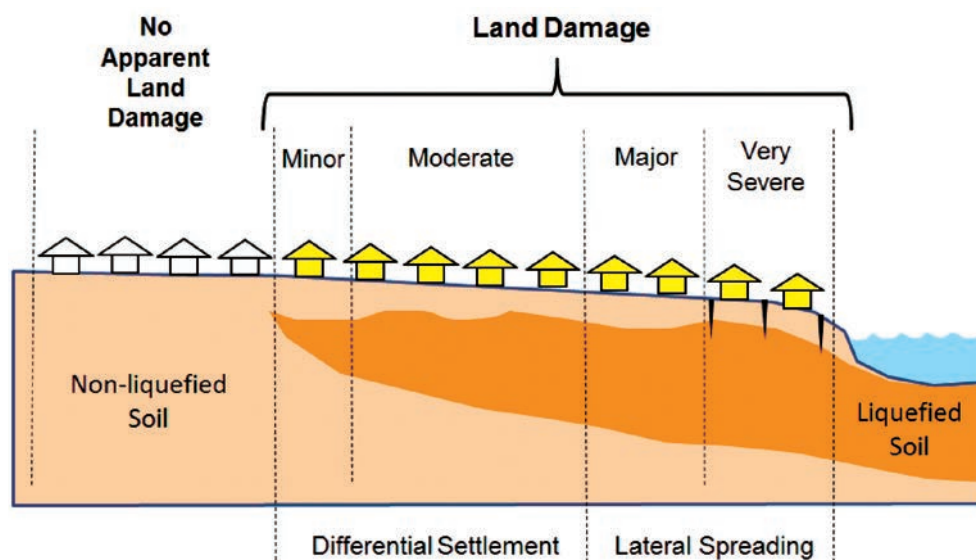 No
Apparent
Land
Damage
Land Damage
Minor
Moderate
Major
Very
Severe
Non-liquefied
Soil
Liquefied
Soil
Differential Settlement
Lateral Spreading